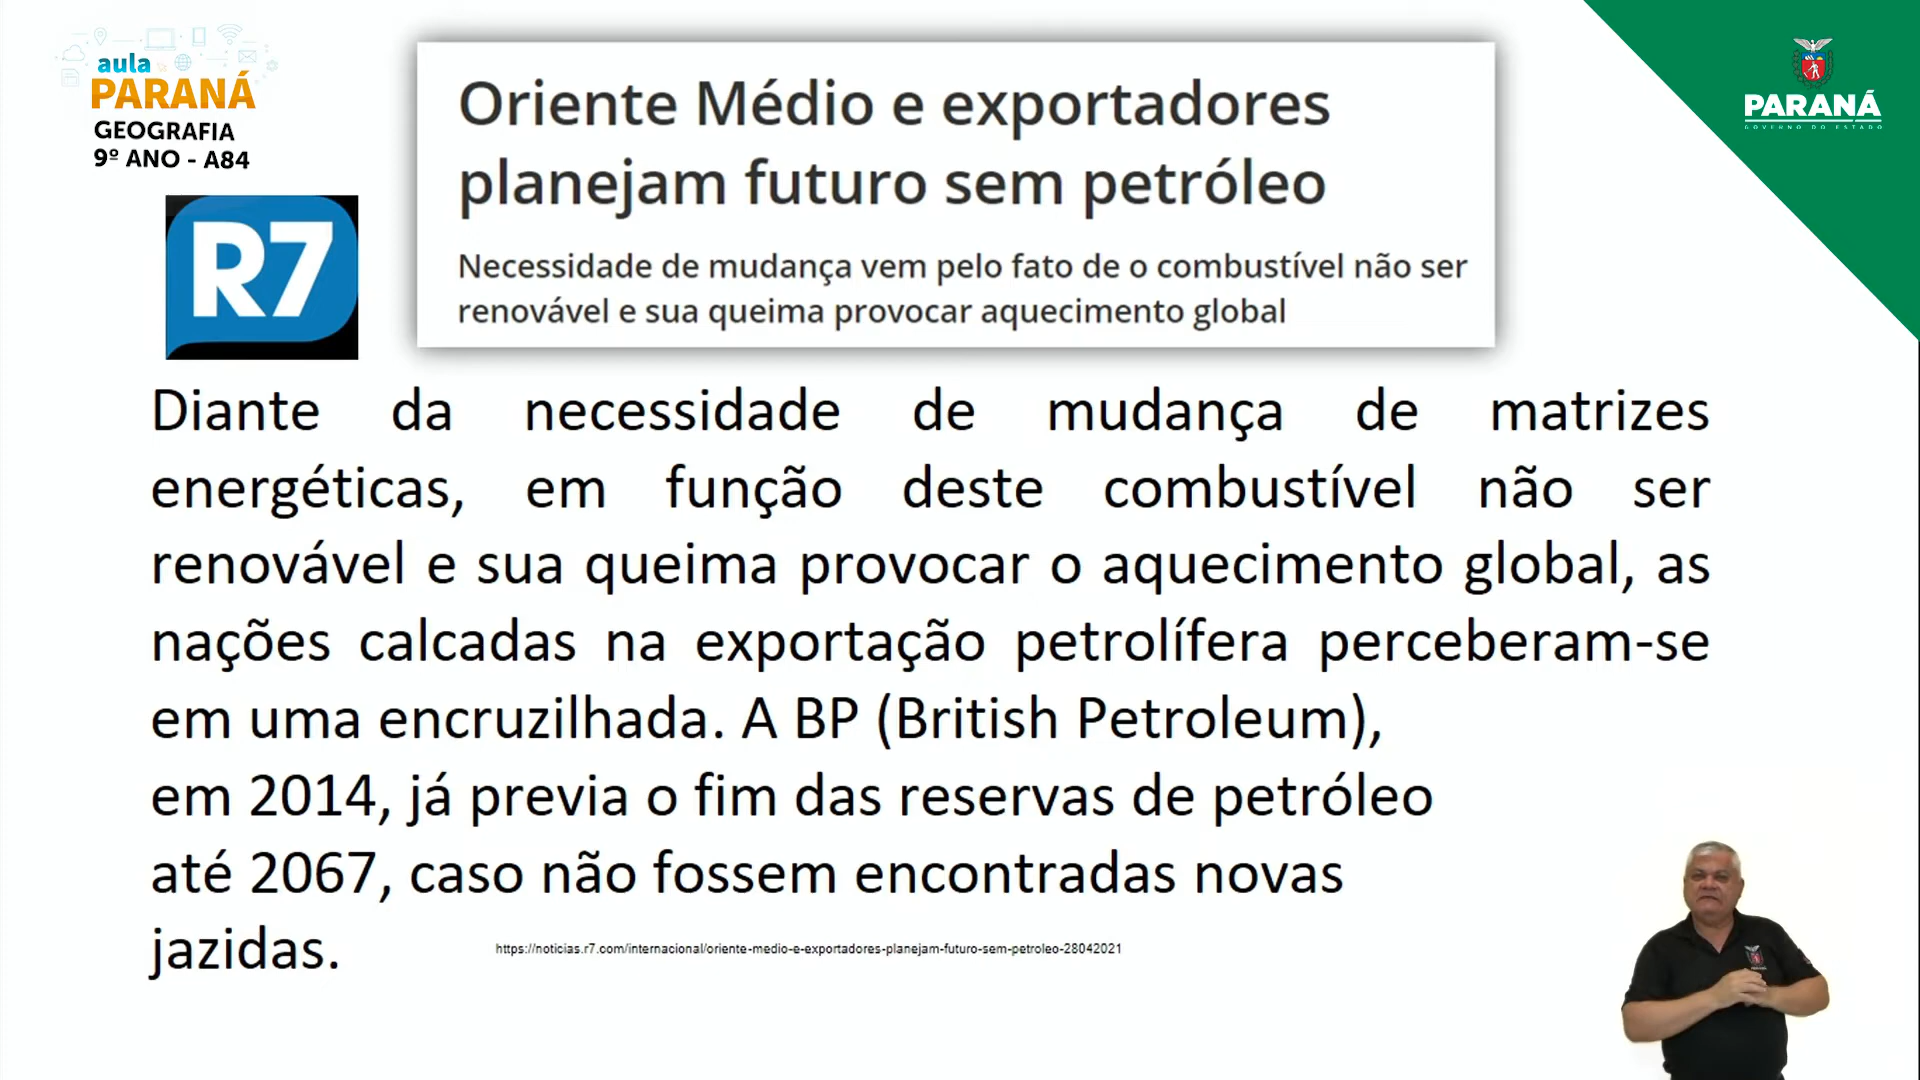 aula
PARANÁ
GEOGRAFIA
9º ANO - A84
R7
Oriente Médio e exportadores
planejam futuro sem petróleo
Necessidade de mudança vem pelo fato de o combustível não ser
renovável e sua queima provocar aquecimento global
PARANÁ
GOVERNO DO ESTADO
Diante da necessidade de mudança de matrizes
energéticas, em função deste combustível não ser
renovável e sua queima provocar o aquecimento global, as
nações calcadas na exportação petrolífera perceberam-se
em uma encruzilhada. A BP (British Petroleum),
em 2014, já previa o fim das reservas de petróleo
até 2067, caso não fossem encontradas novas
jazidas.
https://noticias.r7.com/internacional/oriente-medio-e-exportadores-planejam-futuro-sem-petroleo-28042021